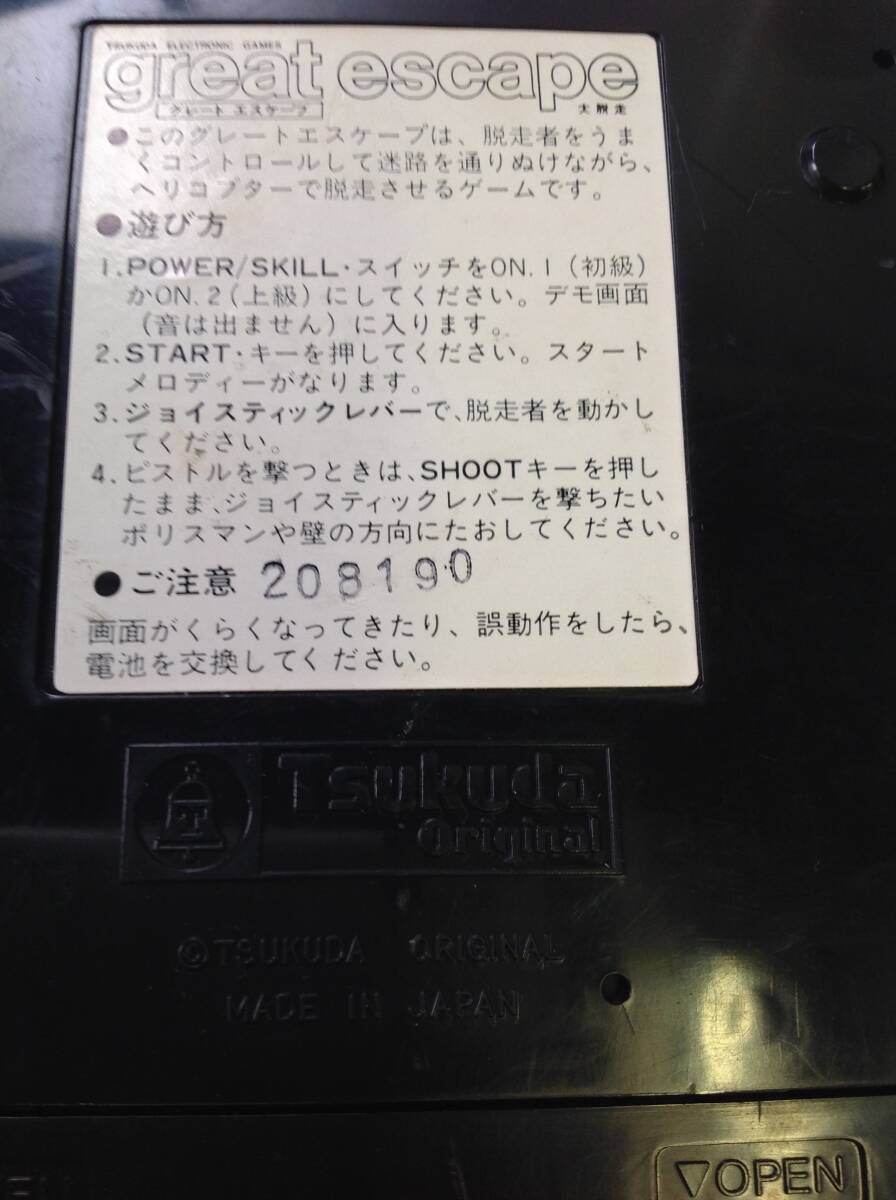 TSUKUDA ELECTRONIC GAMES
great escape
グレート エスケープ
大脱走
●このグレートエスケープは、脱走者をうま
くコントロールして迷路を通りぬけながら、
ヘリコプターで脱走させるゲームです。
●遊び方
1.POWER/SKILL・スイッチをON.1（初級）
かON.2（上級）にしてください。デモ画面
（音は出ません）に入ります。
2.START・キーを押してください。スタート
メロディーがなります。
3.ジョイスティックレバーで、脱走者を動かし
てください。
4.ピストルを撃つときは、SHOOTキーを押し
たまま、ジョイスティックレバーを撃ちたい
ポリスマンや壁の方向にたおしてください。
●ご注意 208190
画面がくらくなってきたり、誤動作をしたら、
電池を交換してください。
T
Tsukuda
Original
©TSUKUDA ORIGINAL
MADE IN JAPAN
▽OPEN